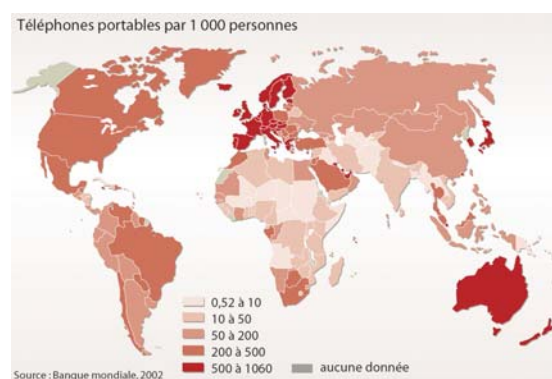 Téléphones portables par 1 000 personnes
0,52 à 10
10 à 50
50 à 200
200 à 500
500 à 1060
aucune donnée
Source : Banque mondiale, 2002